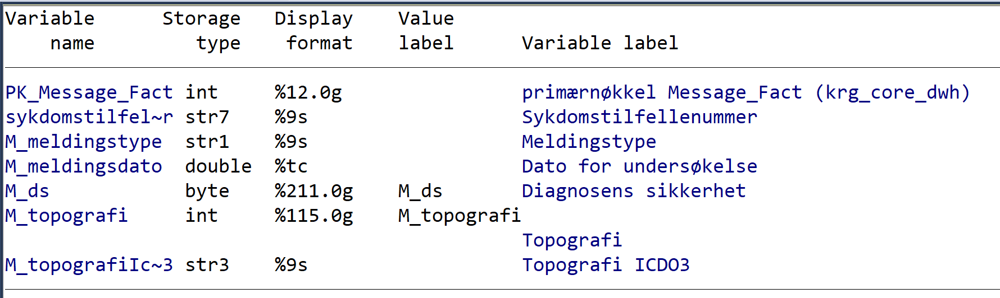 Variable      Storage   Display    Value
    name         type    format    label      Variable label
PK_Message_Fact int     %12.0g                primærnøkkel Message_Fact (krg_core_dwh)
sykdomstilfel~r str7    %9s                   Sykdomstilfellenummer
M_meldingstype  str1    %9s                   Meldingstype
M_meldingsdato  double  %tc                   Dato for undersøkelse
M_ds            byte    %211.0g    M_ds       Diagnosens sikkerhet
M_topografi     int     %115.0g    M_topografi
                                              Topografi
M_topografiIc~3 str3    %9s                   Topografi ICDO3